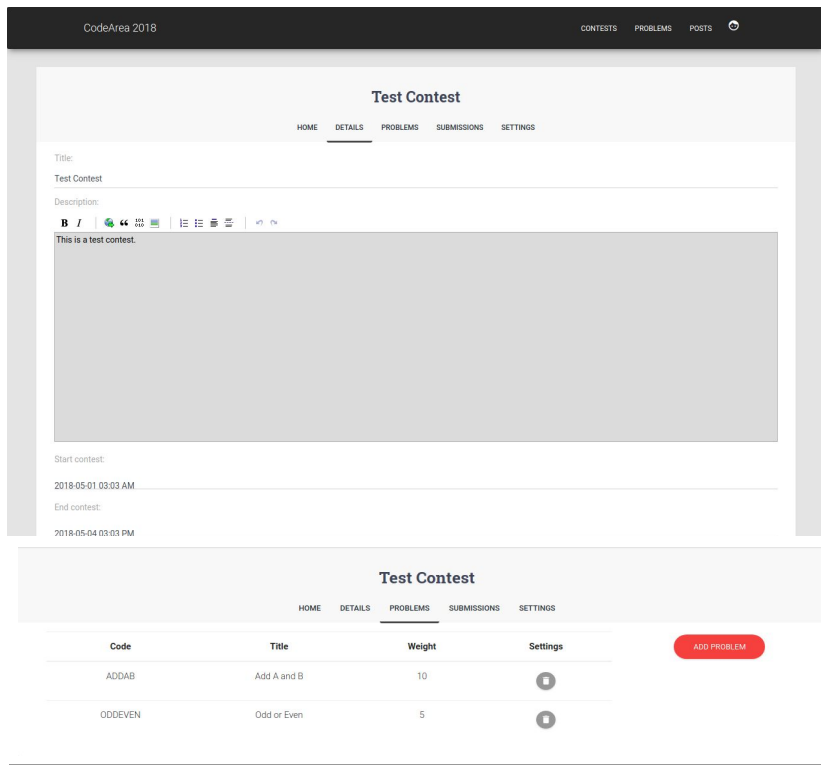 CodeArea 2018 CONTESTS PROBLEMS POSTS
Test Contest
HOME DETAILS PROBLEMS SUBMISSIONS SETTINGS
Title:
Test Contest
Description:
B I “ 101 010
This is a test contest.
Start contest:
2018-05-01 03:03 AM
End contest:
2018-05-04 03:03 PM
Test Contest
HOME DETAILS PROBLEMS SUBMISSIONS SETTINGS
Code Title Weight Settings ADD PROBLEM
ADDAB Add A and B 10
ODDEVEN Odd or Even 5